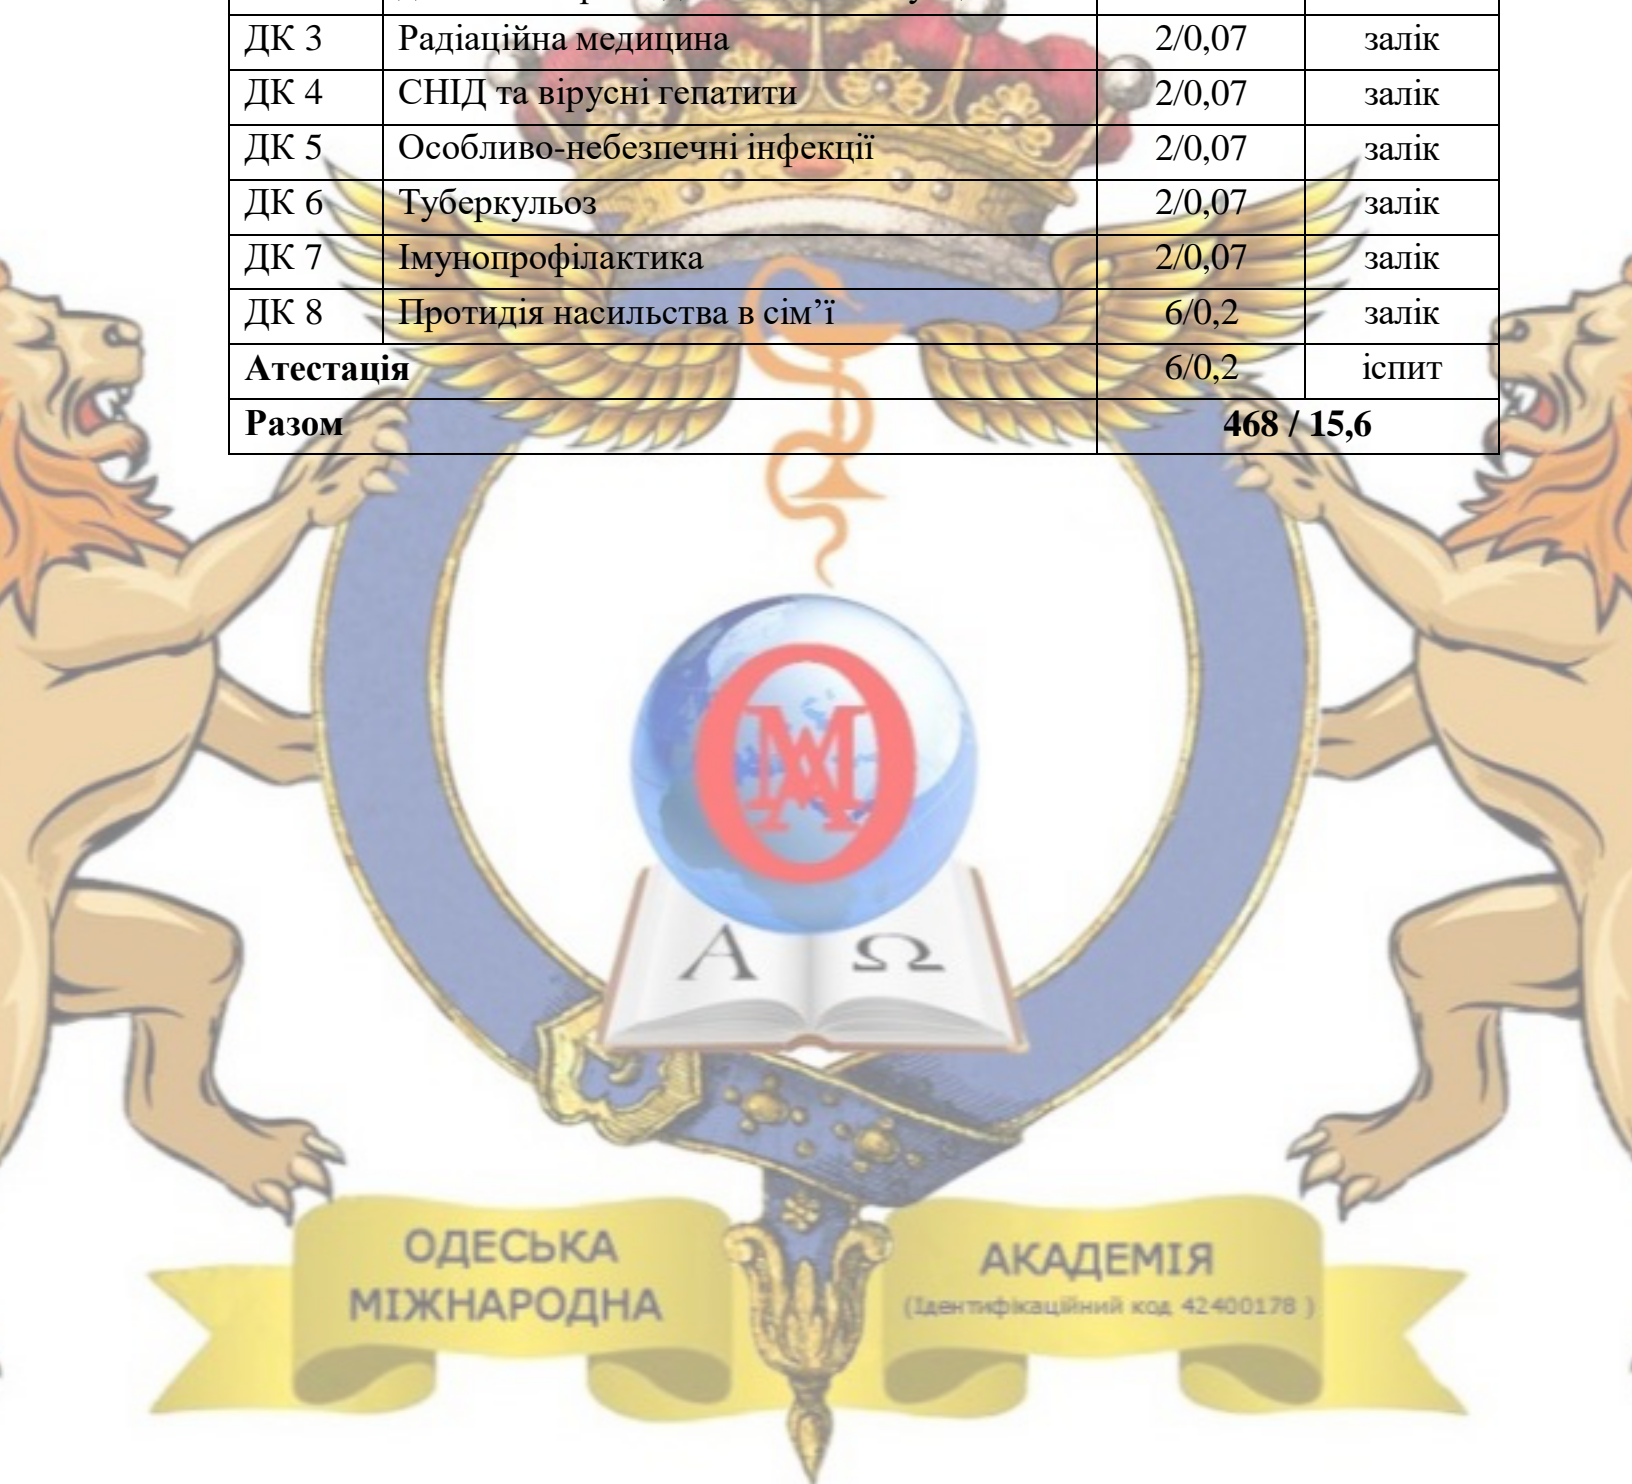 ДК 3 Радіаційна медицина 2/0,07 залік
ДК 4 СНІД та вірусні гепатити 2/0,07 залік
ДК 5 Особливо-небезпечні інфекції 2/0,07 залік
ДК 6 Туберкульоз 2/0,07 залік
ДК 7 Імунопрофілактика 2/0,07 залік
ДК 8 Протидія насильства в сім’ї 6/0,2 залік
Атестація 6/0,2 іспит
Разом 468 / 15,6
ОМА
Α Ω
ОДЕСЬКА
МІЖНАРОДНА
АКАДЕМІЯ
(Ідентифікаційний код 42400178 )